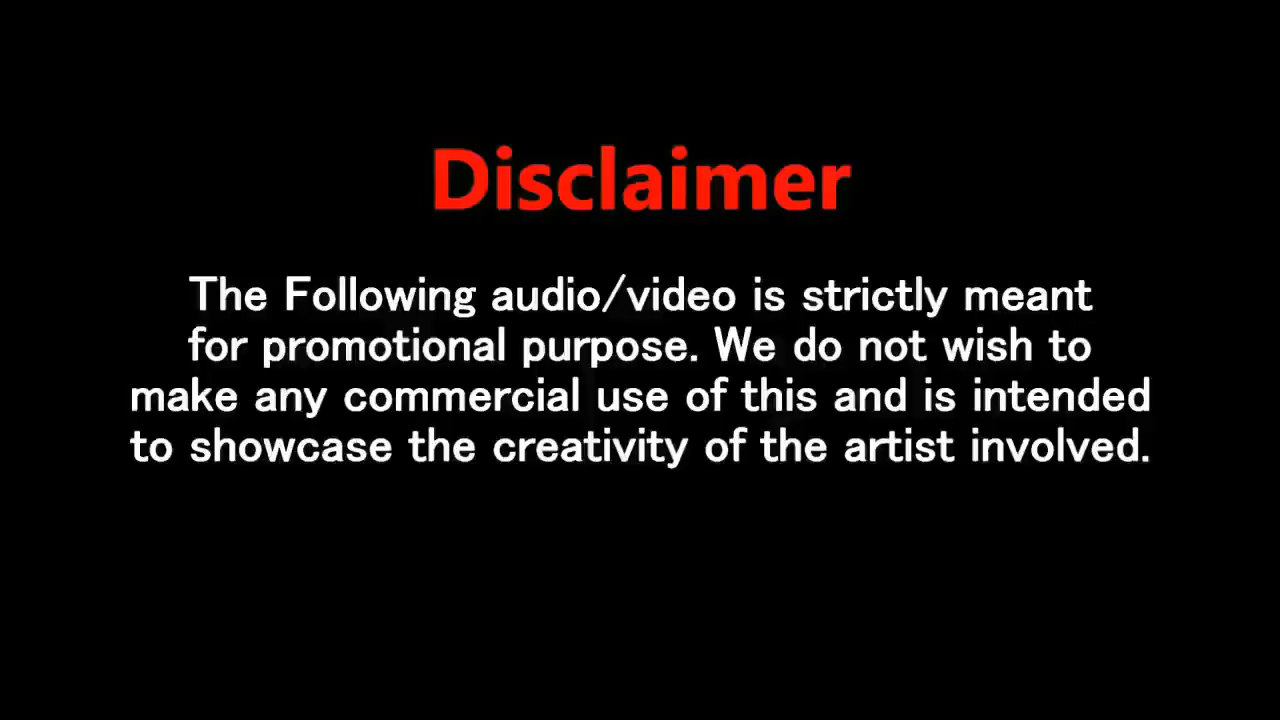 Disclaimer
The Following audio/video is strictly meant
for promotional purpose. We do not wish to
make any commercial use of this and is intended
to showcase the creativity of the artist involved.